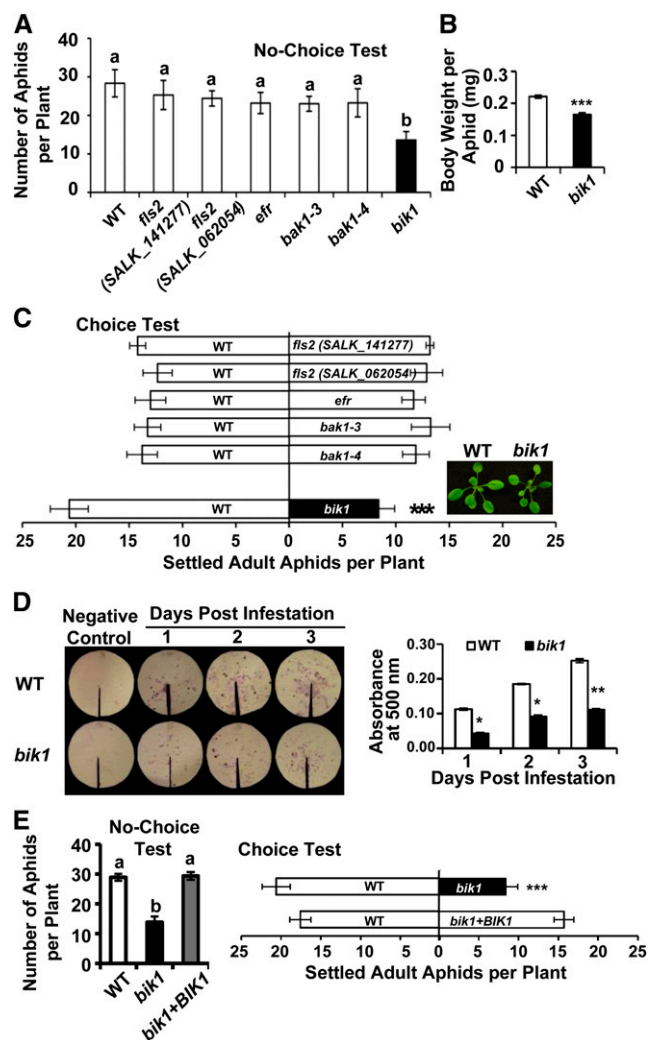 A
No-Choice Test
Number of Aphids
per Plant
40
30
20
10
0
a
a
a
a
a
a
b
WT
fls2
(SALK_141277)
fls2
(SALK_062054)
efr
bak1-3
bak1-4
bik1
B
Body Weight per
Aphid (mg)
0.3
0.2
0.1
0
***
WT
bik1
C
Choice Test
WT
fls2 (SALK_141277)
WT
fls2 (SALK_062054)
WT
efr
WT
bak1-3
WT
bak1-4
WT bik1
WT
bik1
***
25 20 15 10 5 0 5 10 15 20 25
Settled Adult Aphids per Plant
D
Negative
Control
Days Post Infestation
1 2 3
WT
bik1
Absorbance
at 500 nm
0.30
0.20
0.10
0.00
WT bik1
*
*
**
1 2 3
Days Post Infestation
E
No-Choice
Test
Number of Aphids
per Plant
40
30
20
10
0
a
b
a
WT
bik1
bik1+BIK1
Choice Test
WT
bik1
***
WT
bik1+BIK1
25 20 15 10 5 0 5 10 15 20 25
Settled Adult Aphids per Plant